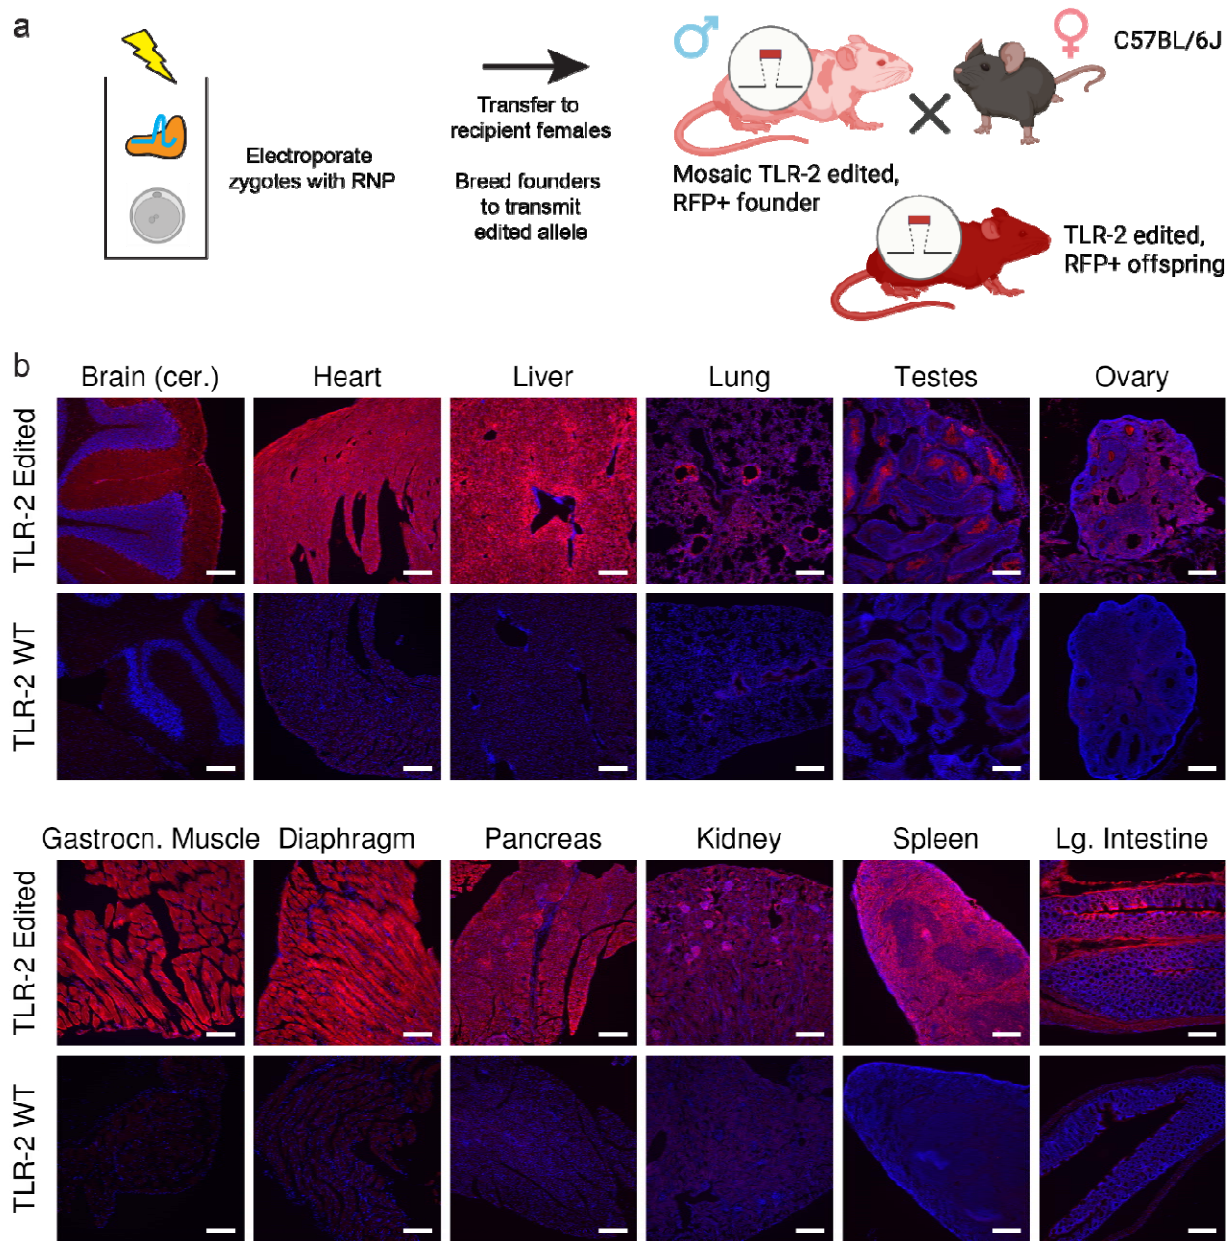 a
Electroporate
zygotes with RNP
Transfer to
recipient females
Breed founders
to transmit
edited allele
C57BL/6J
Mosaic TLR-2 edited,
RFP+ founder
TLR-2 edited,
RFP+ offspring
b
Brain (cer.) Heart Liver Lung Testes Ovary
TLR-2 Edited
TLR-2 WT
Gastrocn. Muscle Diaphragm Pancreas Kidney Spleen Lg. Intestine
TLR-2 Edited
TLR-2 WT